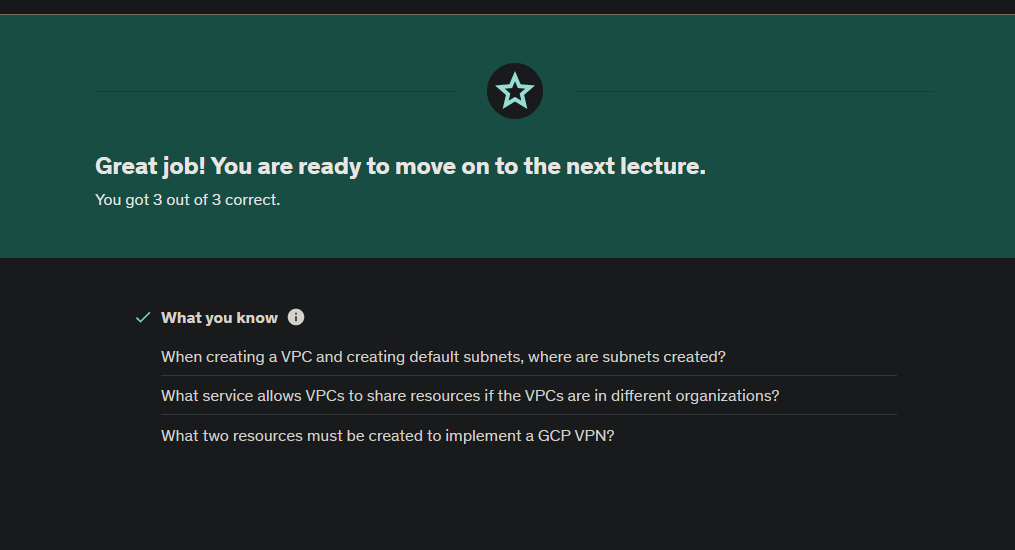 Great job! You are ready to move on to the next lecture.
You got 3 out of 3 correct.
What you know
When creating a VPC and creating default subnets, where are subnets created?
What service allows VPCs to share resources if the VPCs are in different organizations?
What two resources must be created to implement a GCP VPN?